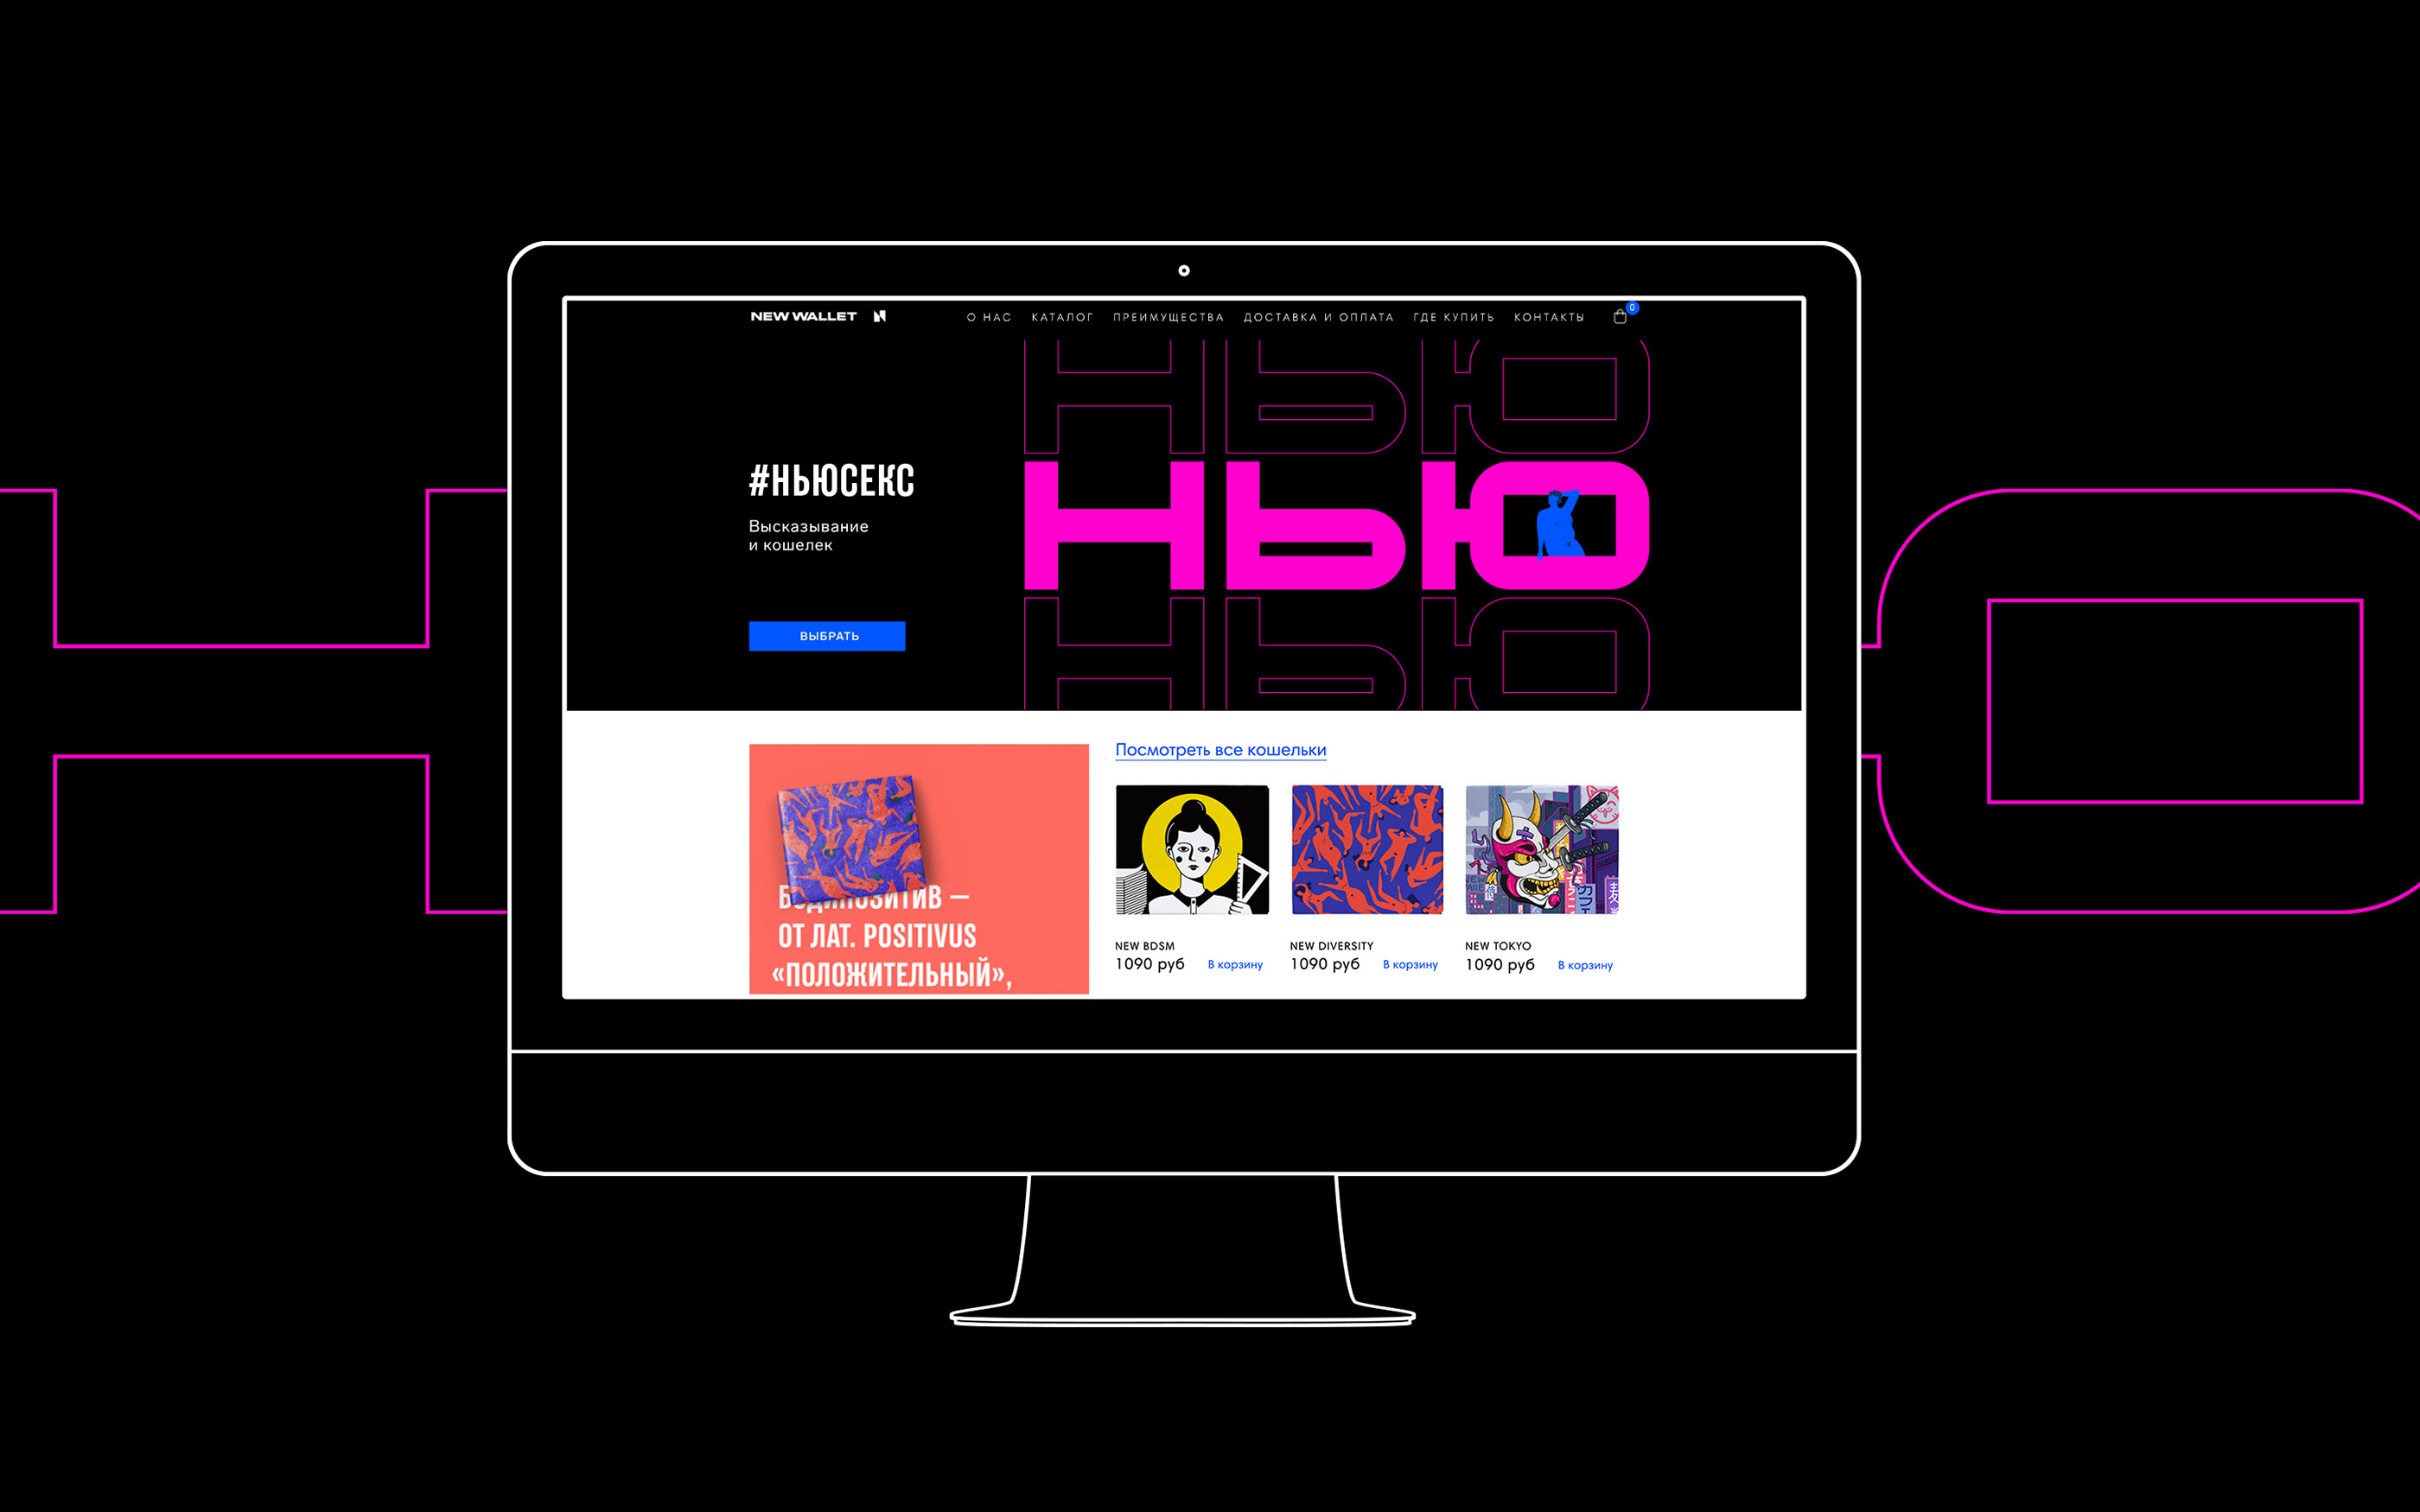 NEW WALLET
О НАС КАТАЛОГ ПРЕИМУЩЕСТВА ДОСТАВКА И ОПЛАТА ГДЕ КУПИТЬ КОНТАКТЫ 0
#НЬЮСЕКС
Высказывание
и кошелек
ВЫБРАТЬ
НЬЮ
НЬЮ
НЬЮ
БОДИПОЗИТИВ —
ОТ ЛАТ. POSITIVUS
«ПОЛОЖИТЕЛЬНЫЙ»,
Посмотреть все кошельки
NEW BDSM
1090 руб В корзину
NEW DIVERSITY
1090 руб В корзину
NEW TOKYO
1090 руб В корзину